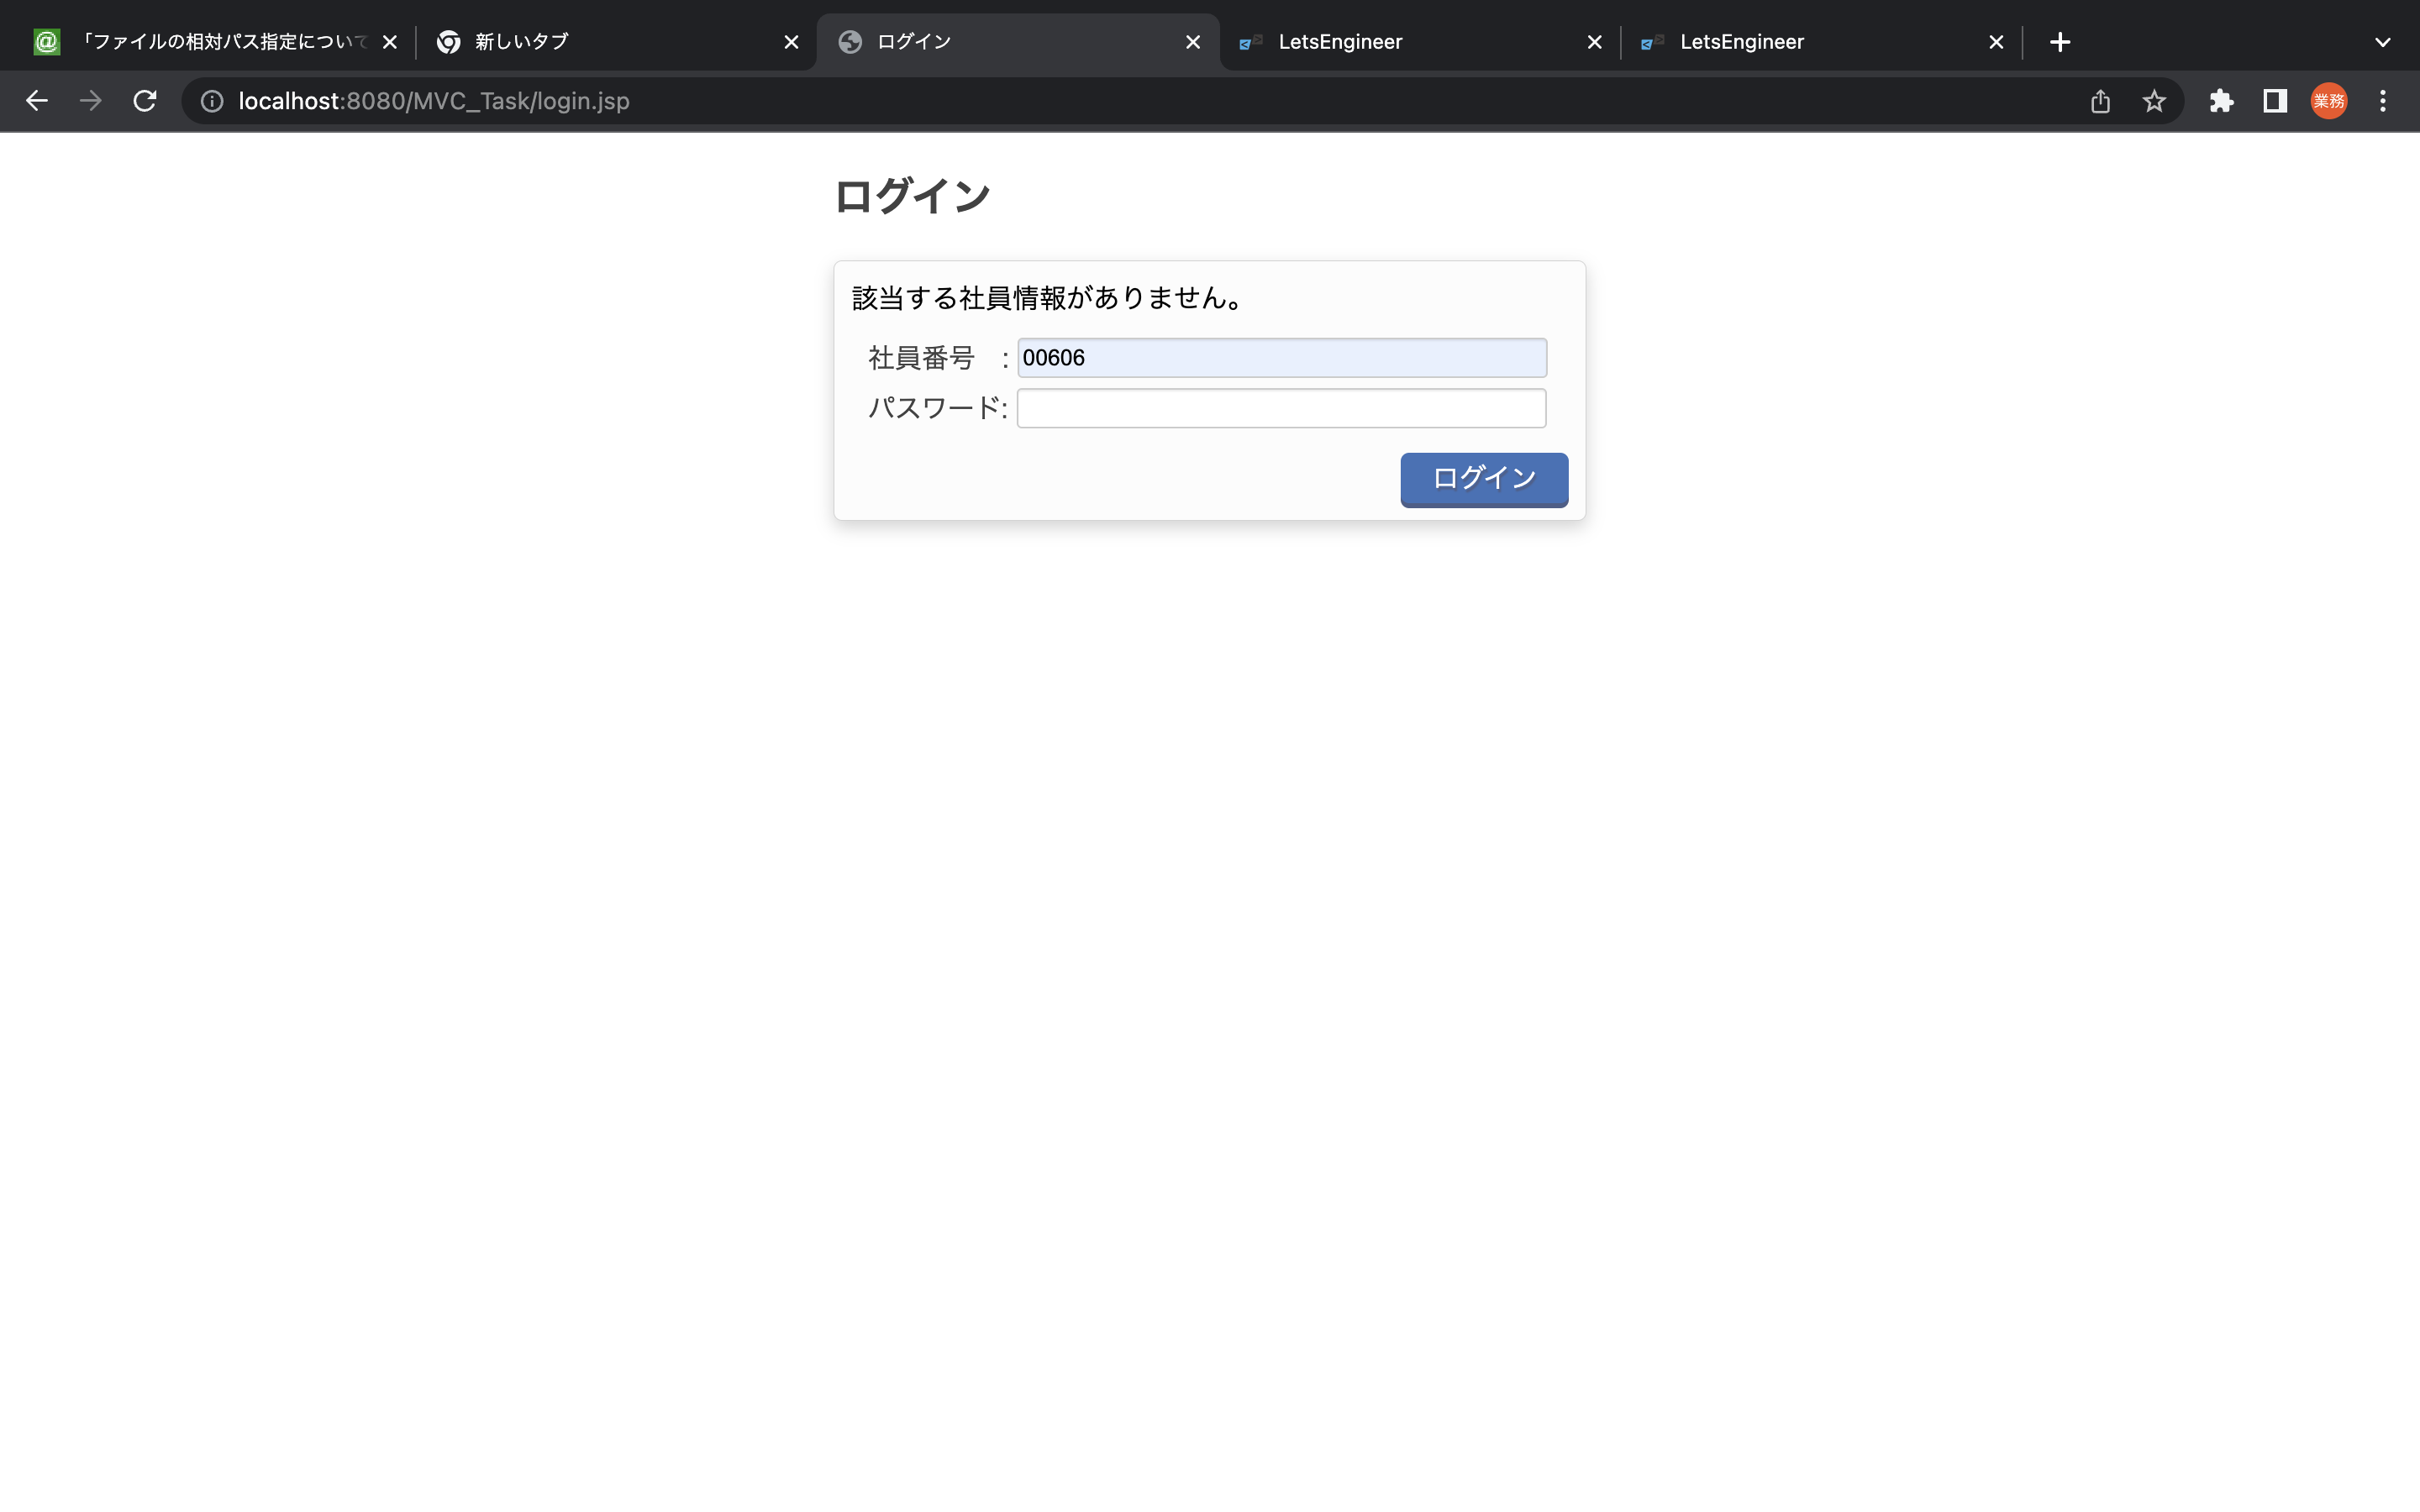 「ファイルの相対パス指定について
新しいタブ
ログイン
LetsEngineer
LetsEngineer
localhost:8080/MVC_Task/login.jsp
業務
ログイン
該当する社員情報がありません。
社員番号　: 00606
パスワード:
ログイン